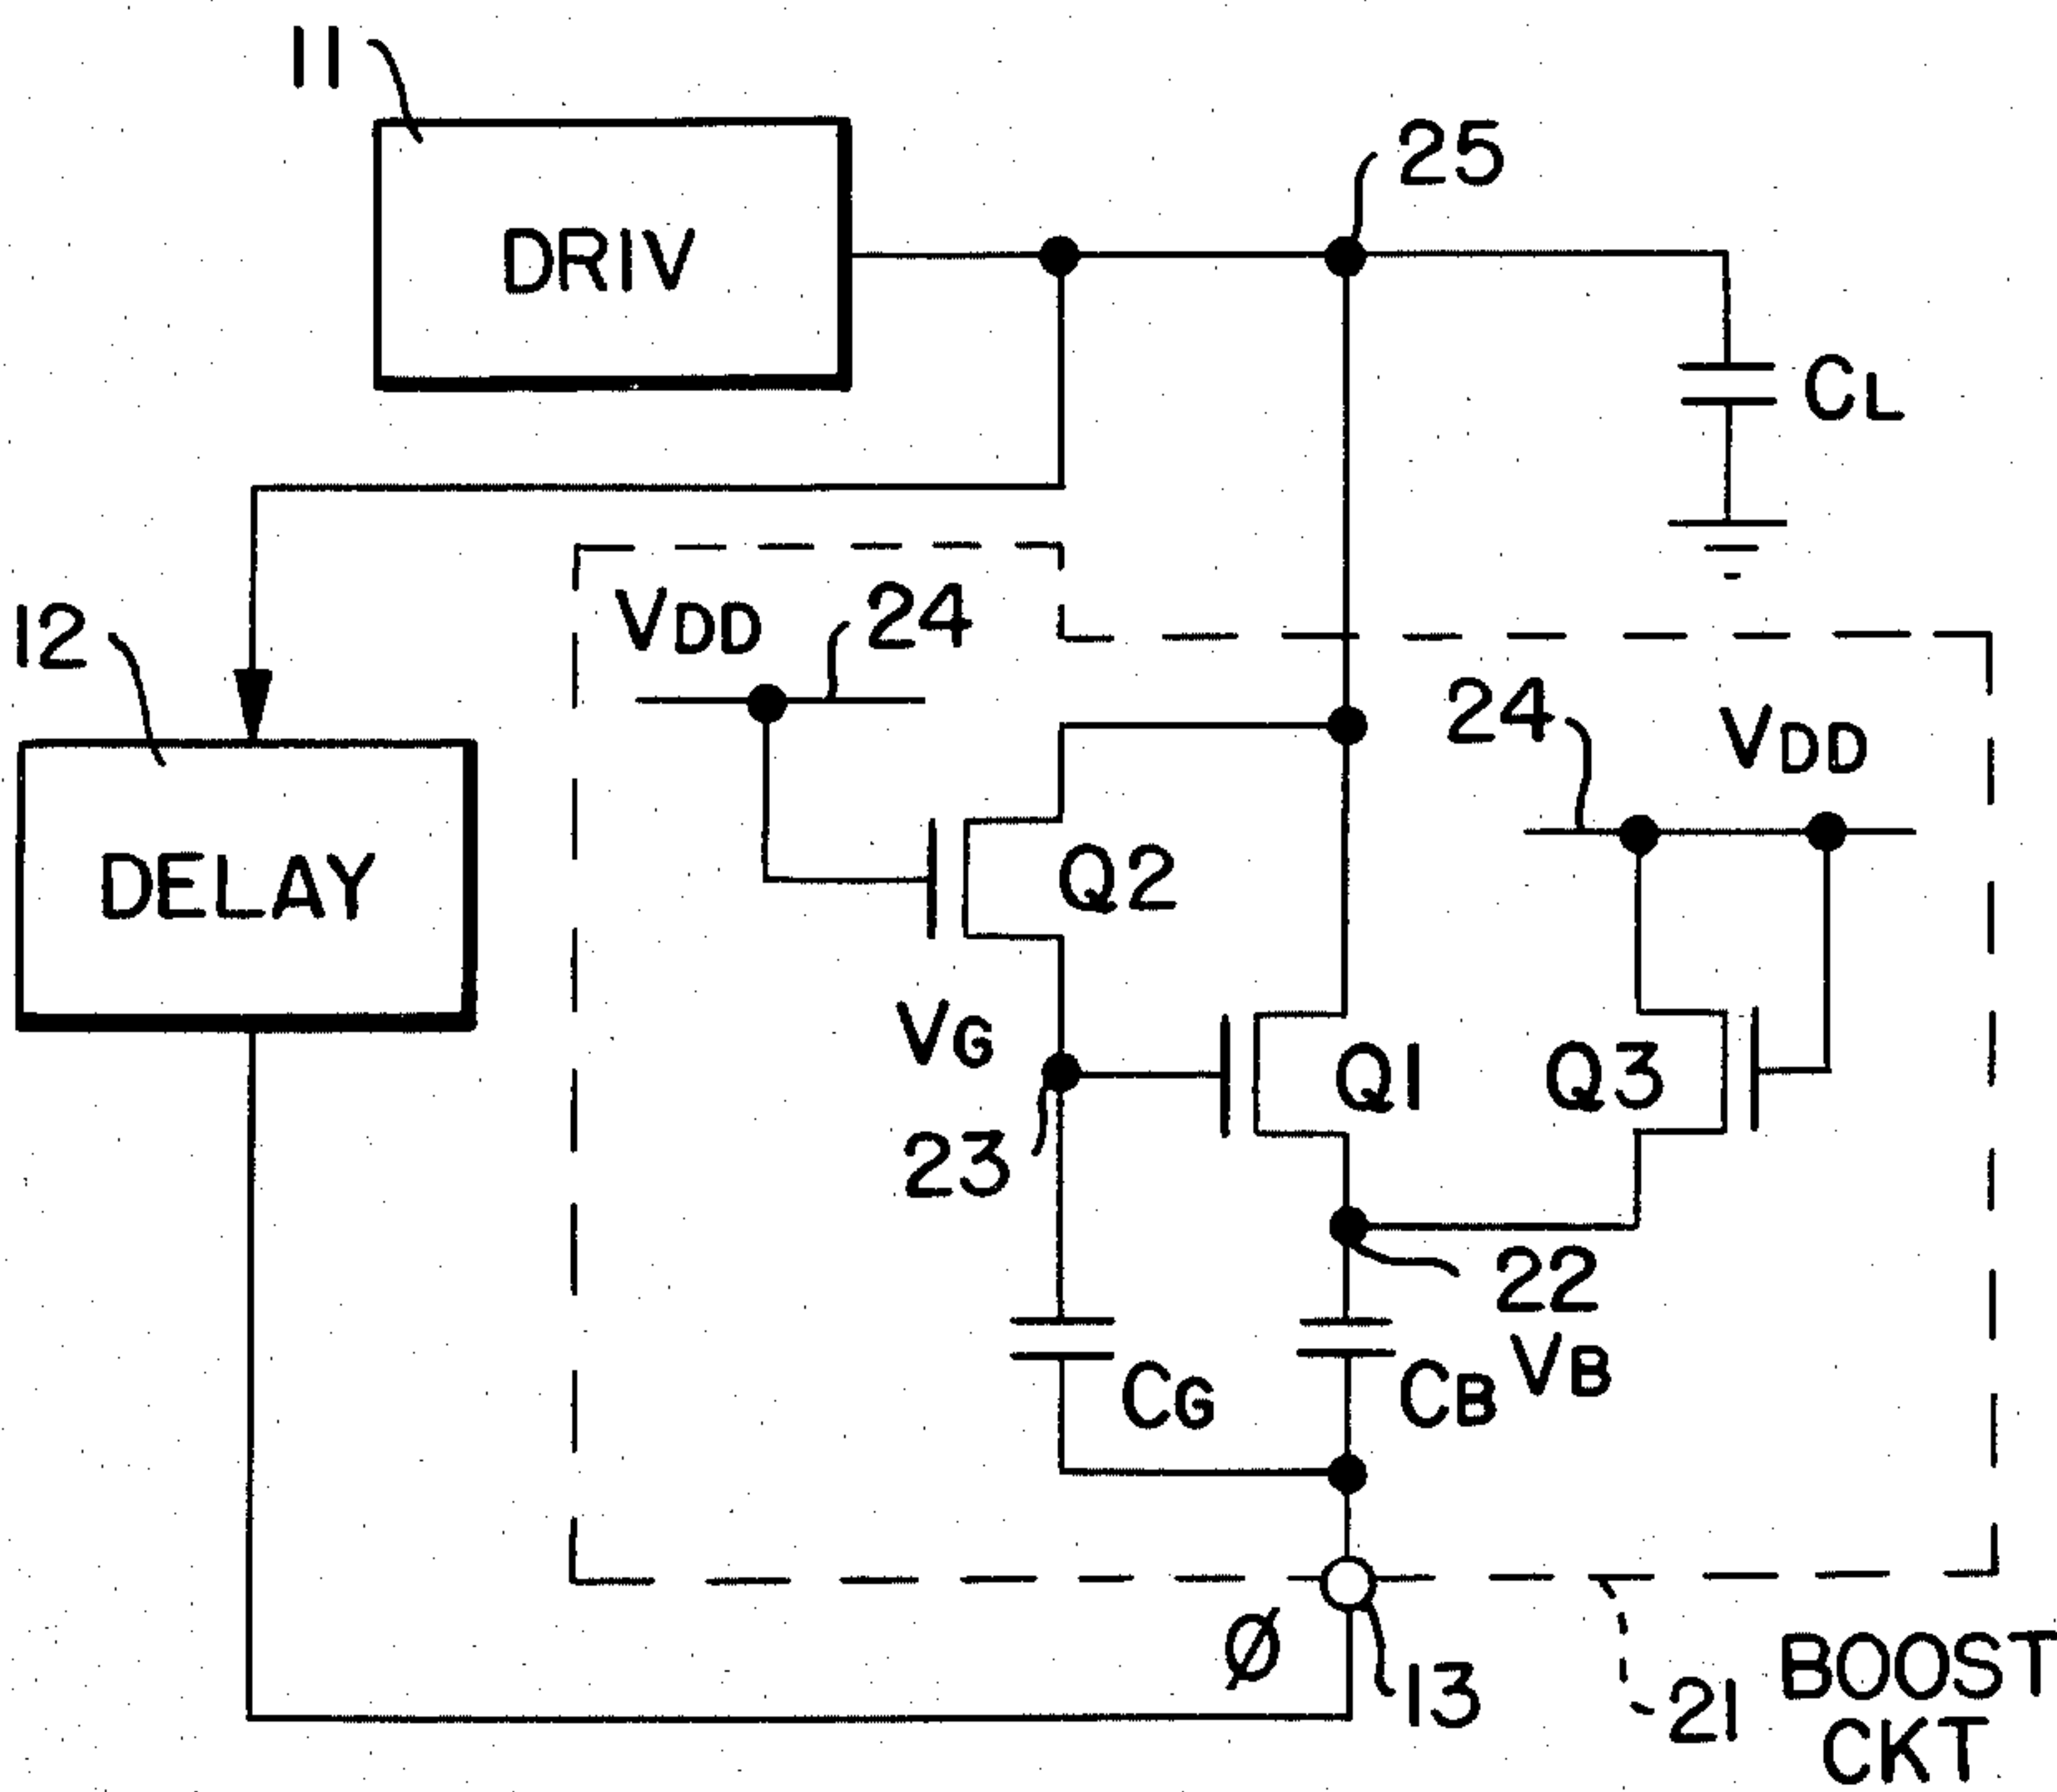 11
25
DRIV
CL
12
VDD
24
24
VDD
DELAY
Q2
VG
Q1
Q3
23
22
VB
CG
CB
Ø
13
21
BOOST
CKT